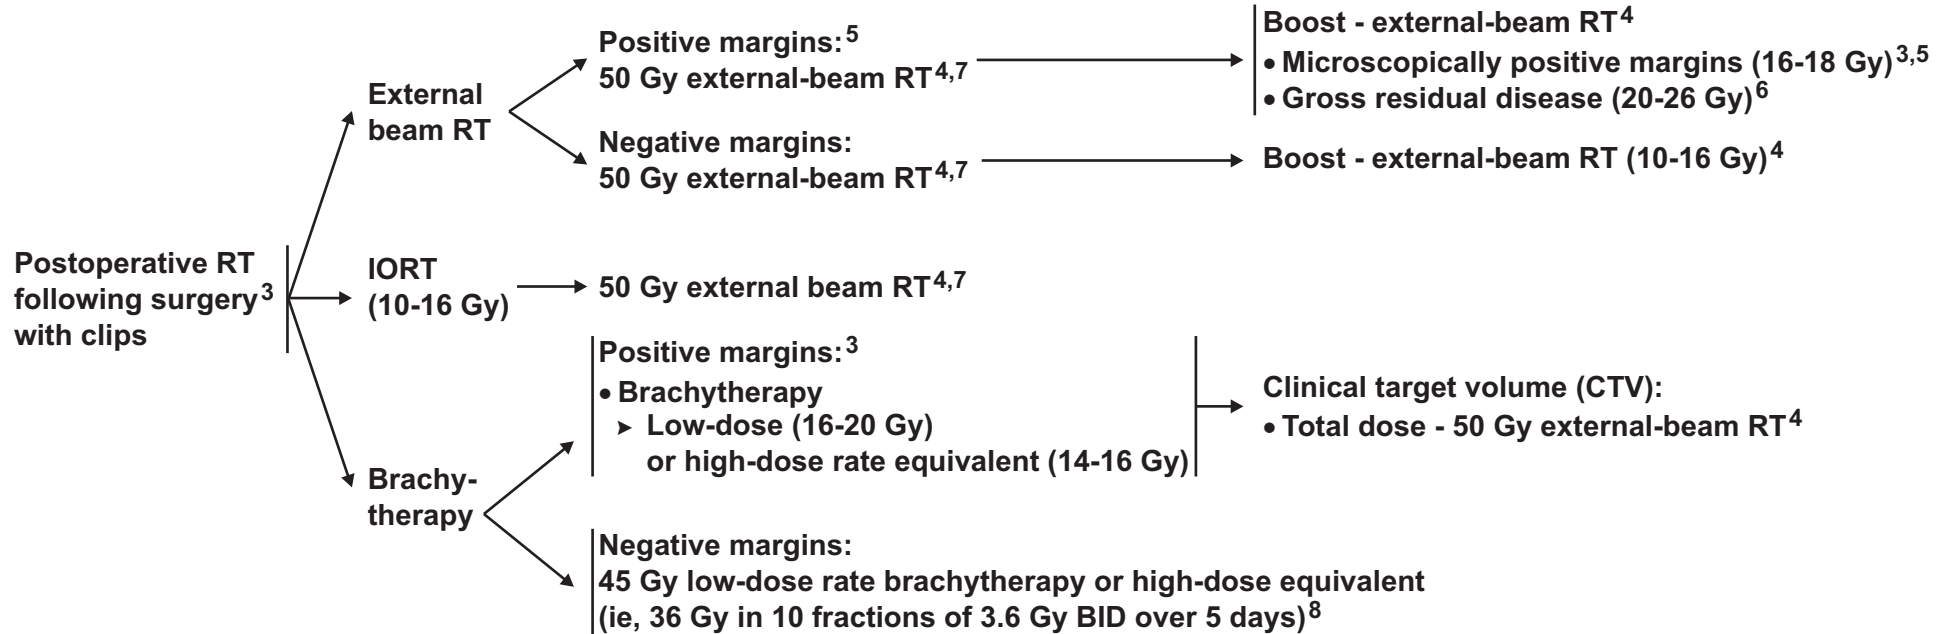 Postoperative RT
following surgery3
with clips
External
beam RT
Positive margins:5
50 Gy external-beam RT4,7
Boost - external-beam RT4
• Microscopically positive margins (16-18 Gy)3,5
• Gross residual disease (20-26 Gy)6
Negative margins:
50 Gy external-beam RT4,7
Boost - external-beam RT (10-16 Gy)4
IORT
(10-16 Gy)
50 Gy external beam RT4,7
Brachy-
therapy
Positive margins:3
• Brachytherapy
➤ Low-dose (16-20 Gy)
or high-dose rate equivalent (14-16 Gy)
Clinical target volume (CTV):
• Total dose - 50 Gy external-beam RT4
Negative margins:
45 Gy low-dose rate brachytherapy or high-dose equivalent
(ie, 36 Gy in 10 fractions of 3.6 Gy BID over 5 days)8